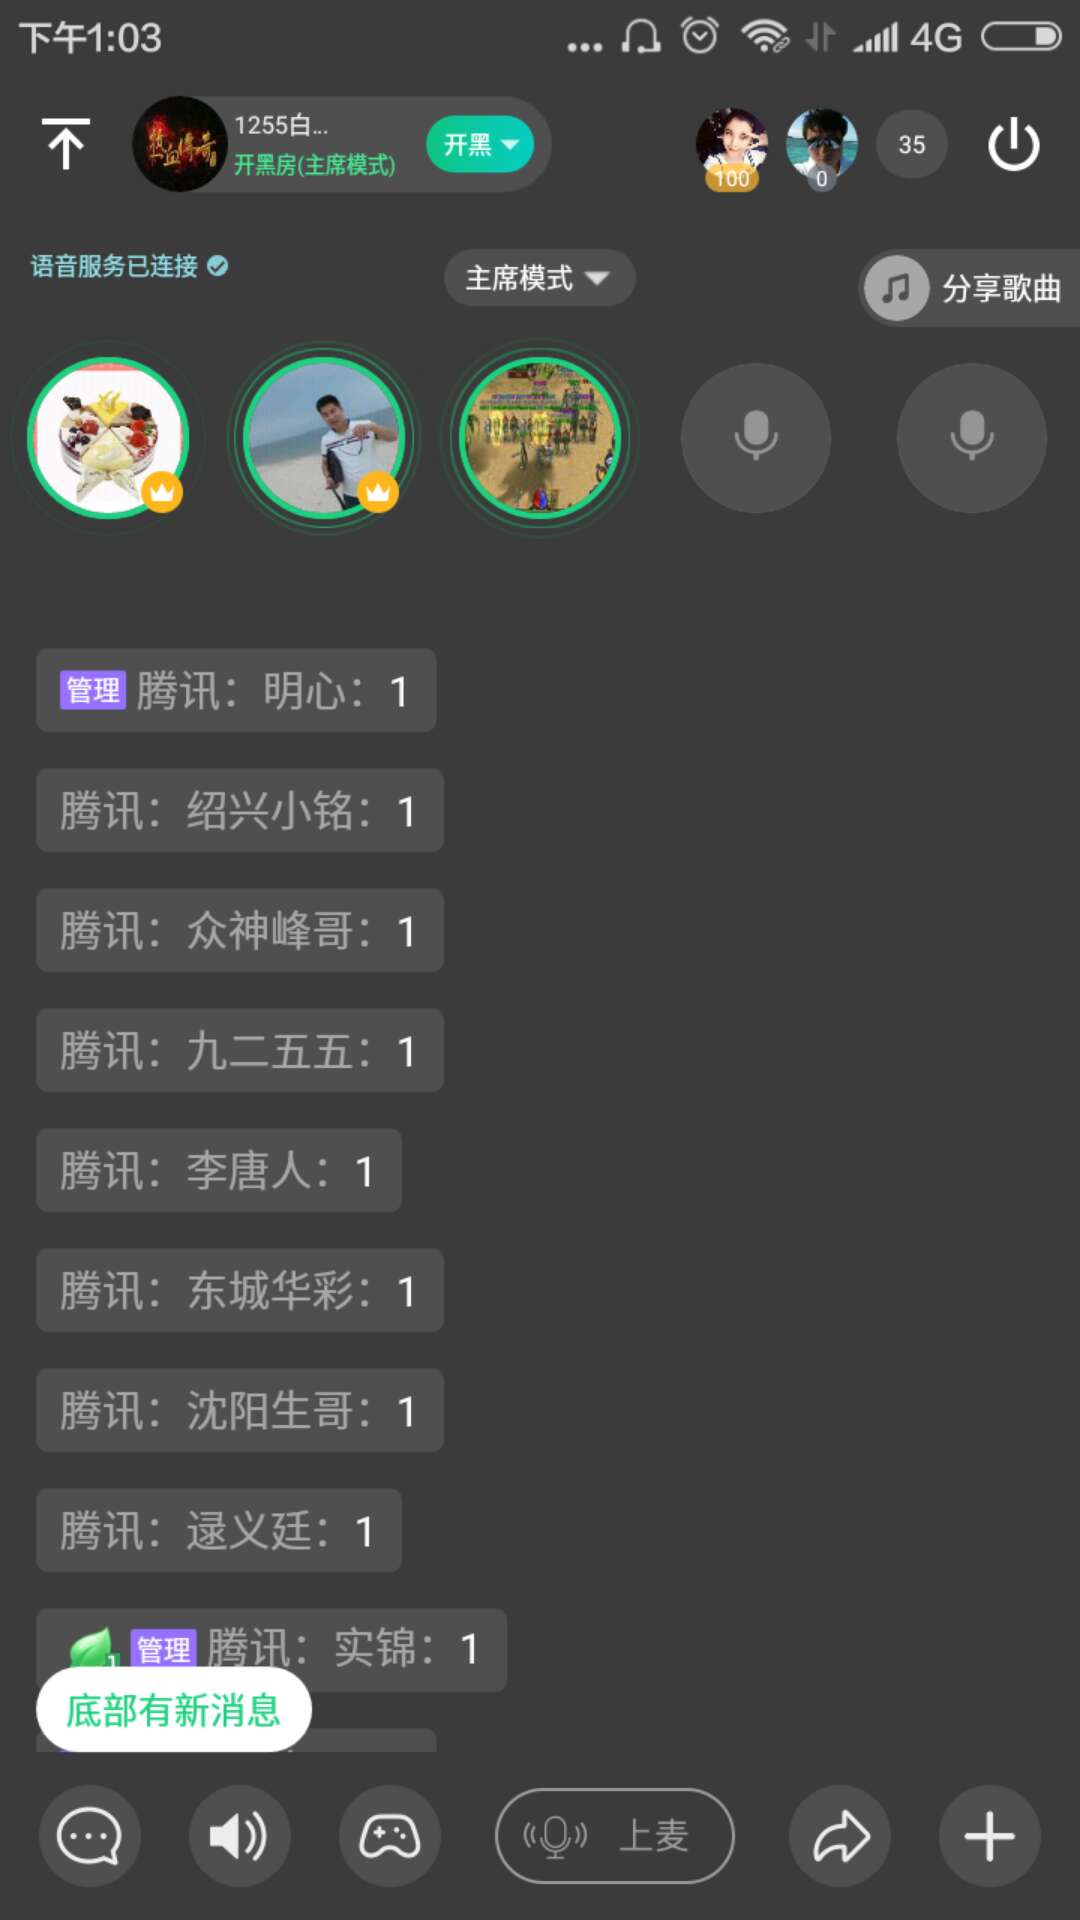 下午1:03
4G
热血传奇
1255白...
开黑房(主席模式)
开黑
100
0
35
语音服务已连接
主席模式
分享歌曲
管理 腾讯：明心：1
腾讯：绍兴小铭：1
腾讯：众神峰哥：1
腾讯：九二五五：1
腾讯：李唐人：1
腾讯：东城华彩：1
腾讯：沈阳生哥：1
腾讯：逯义廷：1
1 管理 腾讯：实锦：1
底部有新消息
上麦